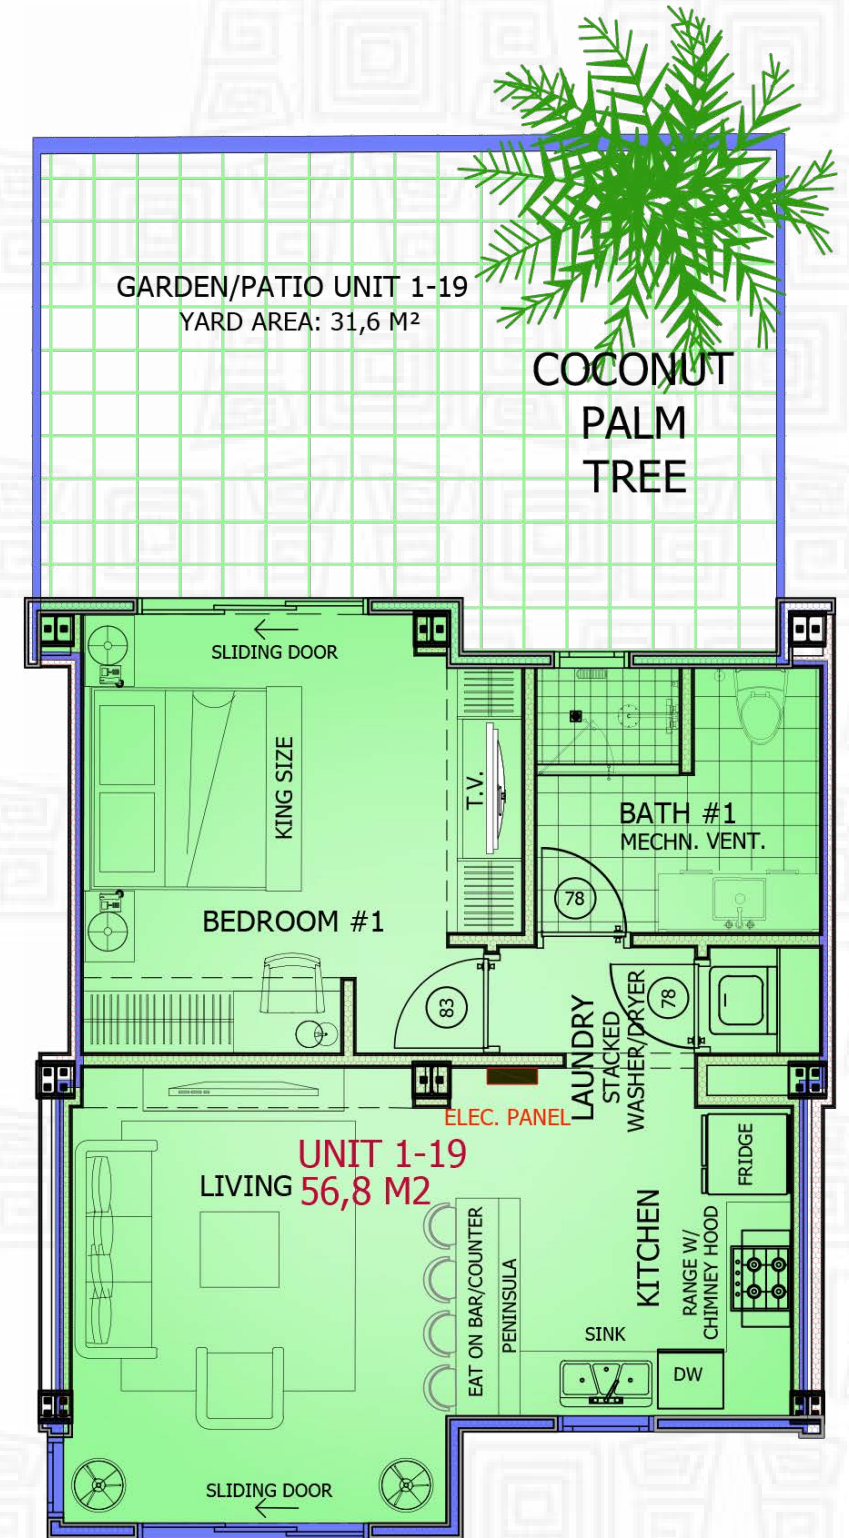 GARDEN/PATIO UNIT 1-19
YARD AREA: 31,6 M²
COCONUT
PALM
TREE
SLIDING DOOR
KING SIZE
T.V.
BATH #1
MECHN. VENT.
78
BEDROOM #1
83
78
LAUNDRY
STACKED
WASHER/DRYER
ELEC. PANEL
UNIT 1-19
56,8 M2
LIVING
FRIDGE
KITCHEN
RANGE W/
CHIMNEY HOOD
EAT ON BAR/COUNTER
PENINSULA
SINK
DW
SLIDING DOOR